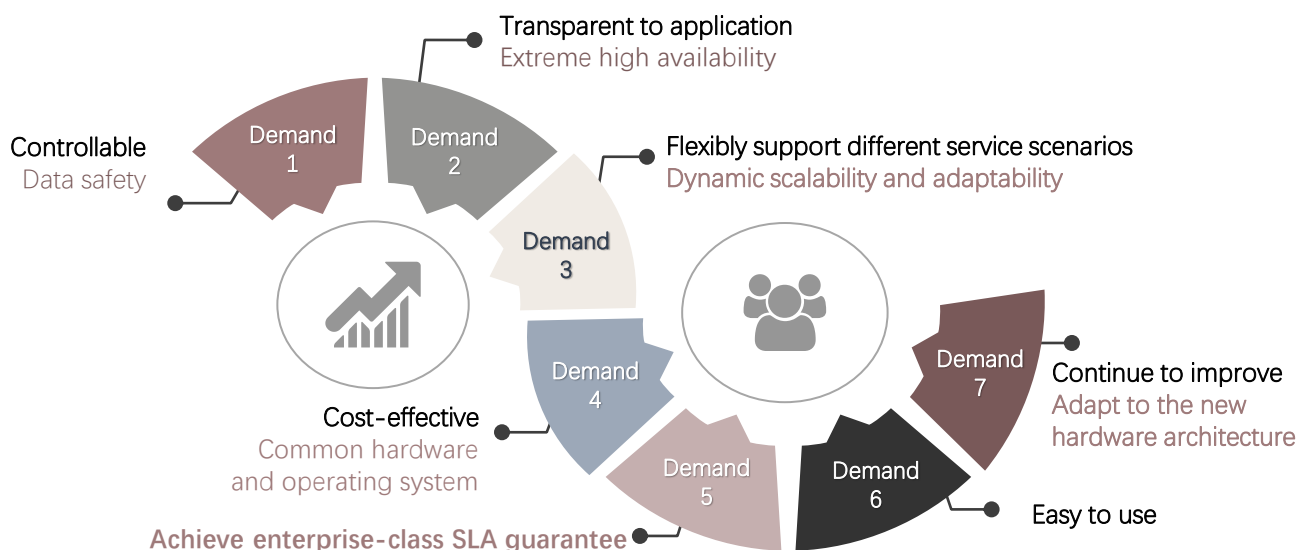 Transparent to application
Extreme high availability
Demand
1
Demand
2
Controllable
Data safety
Flexibly support different service scenarios
Dynamic scalability and adaptability
Demand
3
Demand
4
Demand
7
Continue to improve
Adapt to the new
hardware architecture
Cost-effective
Common hardware
and operating system
Demand
5
Demand
6
Easy to use
Achieve enterprise-class SLA guarantee